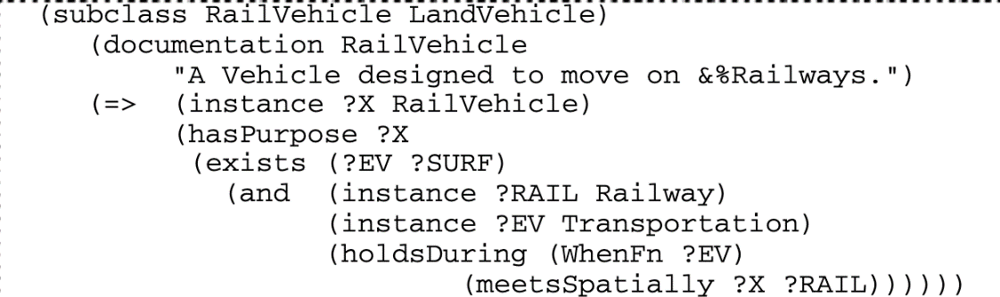 (subclass RailVehicle LandVehicle)
(documentation RailVehicle
"A Vehicle designed to move on &%Railways.")
(=> (instance ?X RailVehicle)
(hasPurpose ?X
(exists (?EV ?SURF)
(and (instance ?RAIL Railway)
(instance ?EV Transportation)
(holdsDuring (WhenFn ?EV)
(meetsSpatially ?X ?RAIL))))))